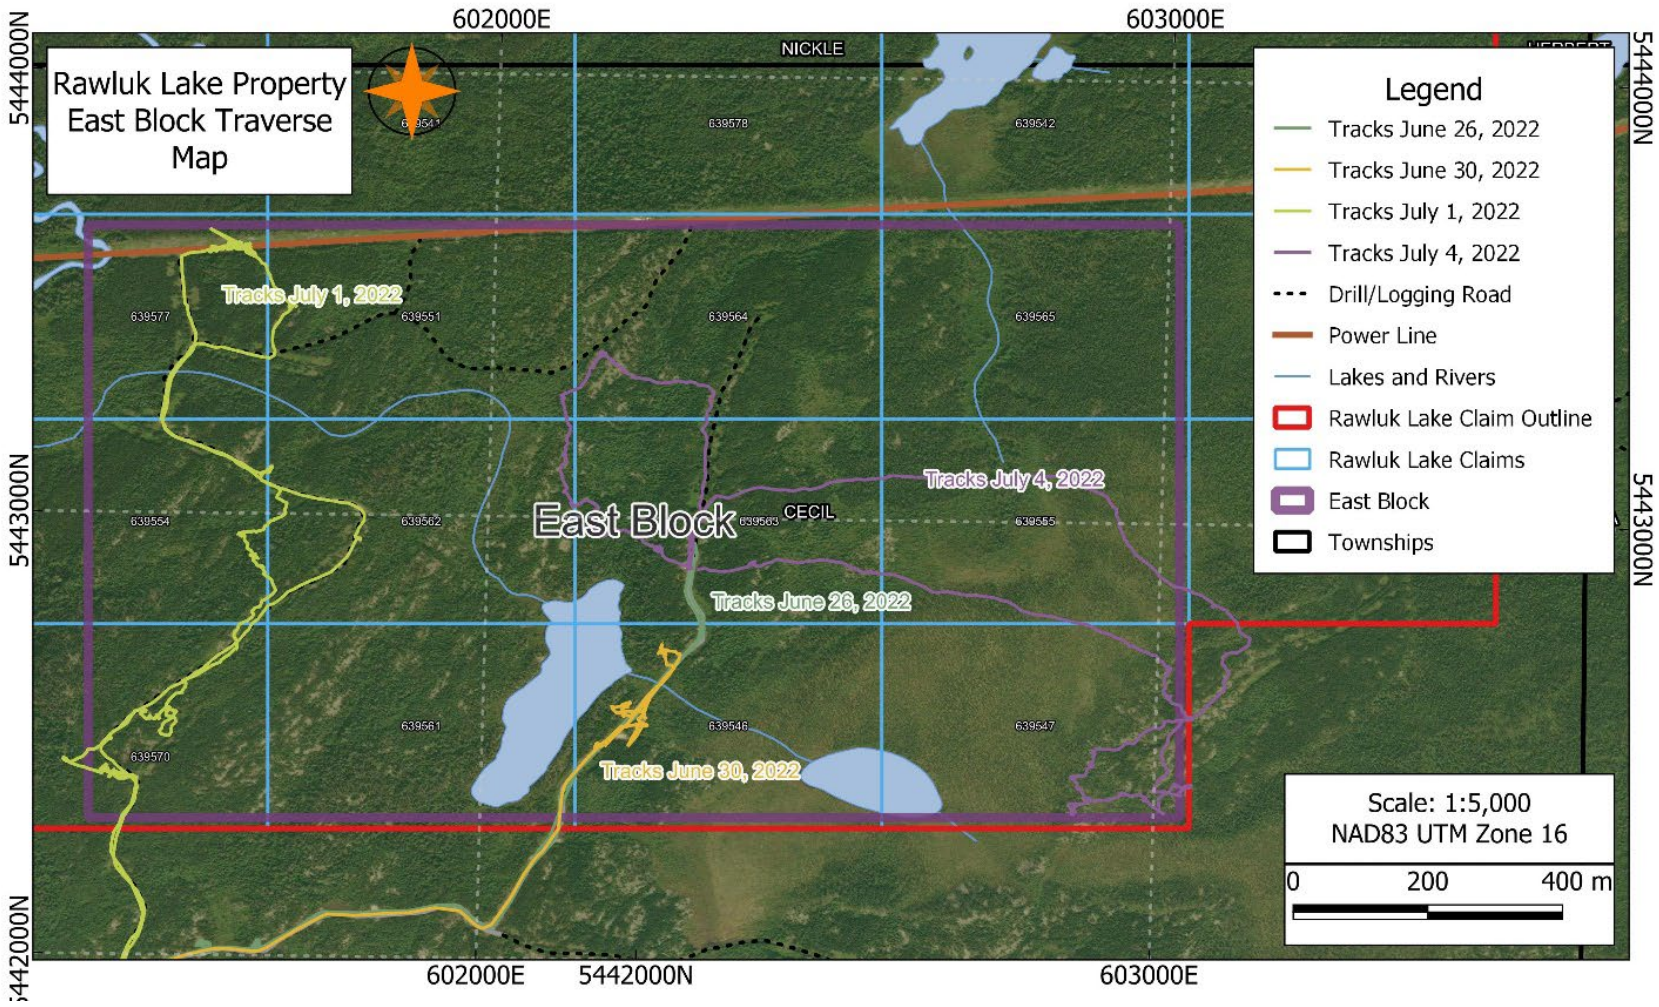 602000E
603000E
5444000N
5444000N
Rawluk Lake Property
East Block Traverse
Map
NICKLE
HERBERT
639541
639578
639542
Legend
Tracks June 26, 2022
Tracks June 30, 2022
Tracks July 1, 2022
Tracks July 4, 2022
Drill/Logging Road
Power Line
Lakes and Rivers
Rawluk Lake Claim Outline
Rawluk Lake Claims
East Block
Townships
Tracks July 1, 2022
639577
639551
639564
639565
Tracks July 4, 2022
5443000N
5443000N
639554
639562
East Block
639563
CECIL
639555
Tracks June 26, 2022
639561
639546
639547
639570
Tracks June 30, 2022
Scale: 1:5,000
NAD83 UTM Zone 16
0 200 400 m
5442000N
602000E
5442000N
603000E